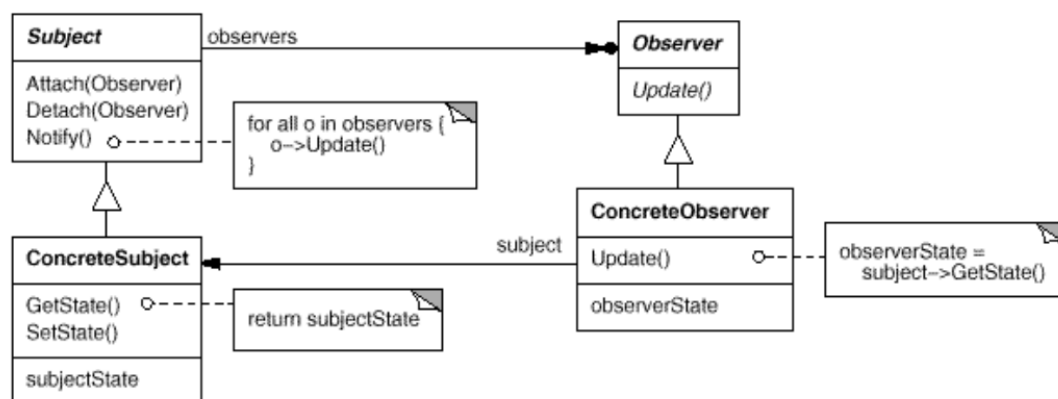 Subject
Attach(Observer)
Detach(Observer)
Notify()
observers
Observer
Update()
for all o in observers {
o->Update()
}
ConcreteSubject
GetState()
SetState()
subjectState
return subjectState
subject
ConcreteObserver
Update()
observerState
observerState =
subject->GetState()